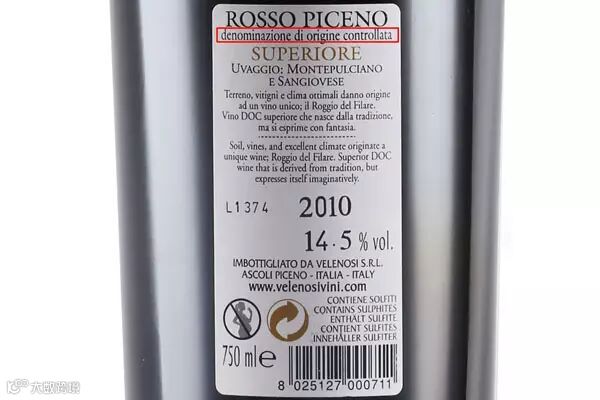 ROSSO PICENO
denominazione di origine controllata
SUPERIORE
UVAGGIO: MONTEPULCIANO
E SANGIOVESE
Terreno, vitigni e clima ottimali danno origine
ad un vino unico; il Roggio del Filare.
Vino DOC superiore che nasce dalla tradizione,
ma si esprime con fantasia.
Soil, vines, and excellent climate originate a
unique wine; Roggio del Filare. Superior DOC
wine that is derived from tradition, but
expresses itself imaginatively.
L1374 2010
14.5 % vol.
IMBOTTIGLIATO DA VELENOSI S.R.L.
ASCOLI PICENO - ITALIA - ITALY
www.velenosivini.com
CONTIENE SOLFITI
CONTAINS SULPHITES
ENTHÄLT SULFITE
CONTIENT SULFITES
INNEHÅLLER SULFITER
750 ml e
8 025127 000711